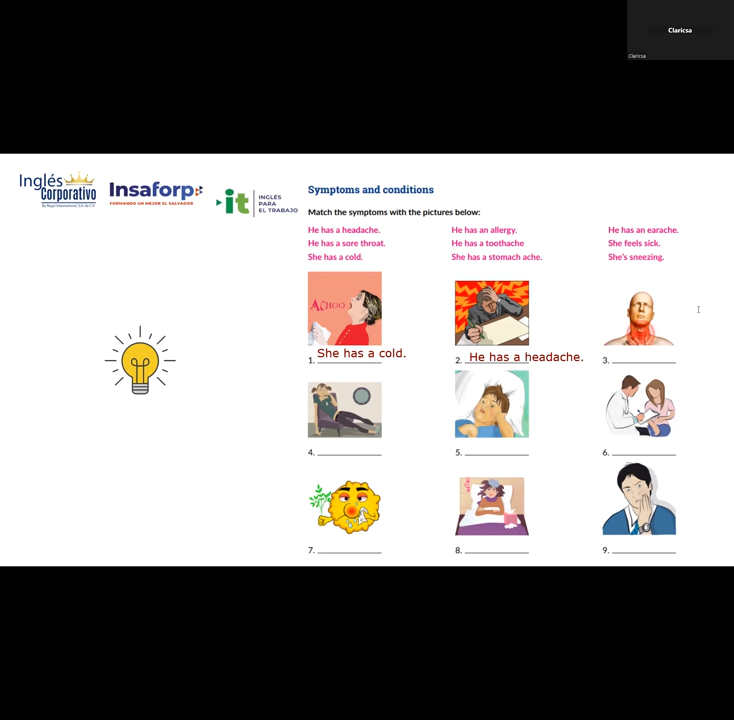 Claricsa
Claricsa
Inglés
Corporativo
Insaforp
FORMANDO UN MEJOR EL SALVADOR
it
INGLÉS
PARA
EL TRABAJO
Symptoms and conditions
Match the symptoms with the pictures below:
He has a headache.
He has a sore throat.
She has a cold.
He has an allergy.
He has a toothache
She has a stomach ache.
He has an earache.
She feels sick.
She's sneezing.
ACHOO
1. She has a cold.
2. He has a headache.
3.
4.
5.
6.
7.
8.
9.